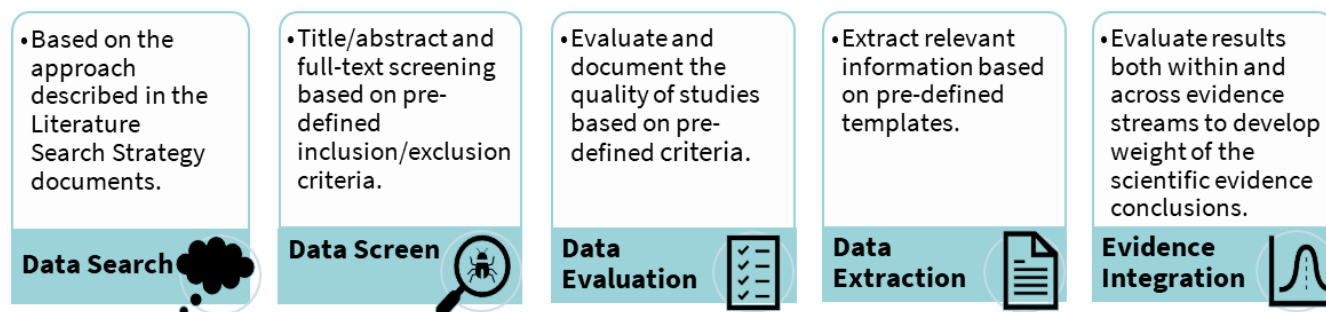 •Based on the
approach
described in the
Literature
Search Strategy
documents.
Data Search
•Title/abstract and
full-text screening
based on pre-
defined
inclusion/exclusion
criteria.
Data Screen
•Evaluate and
document the
quality of studies
based on pre-
defined criteria.
Data
Evaluation
•Extract relevant
information based
on pre-defined
templates.
Data
Extraction
•Evaluate results
both within and
across evidence
streams to develop
weight of the
scientific evidence
conclusions.
Evidence
Integration